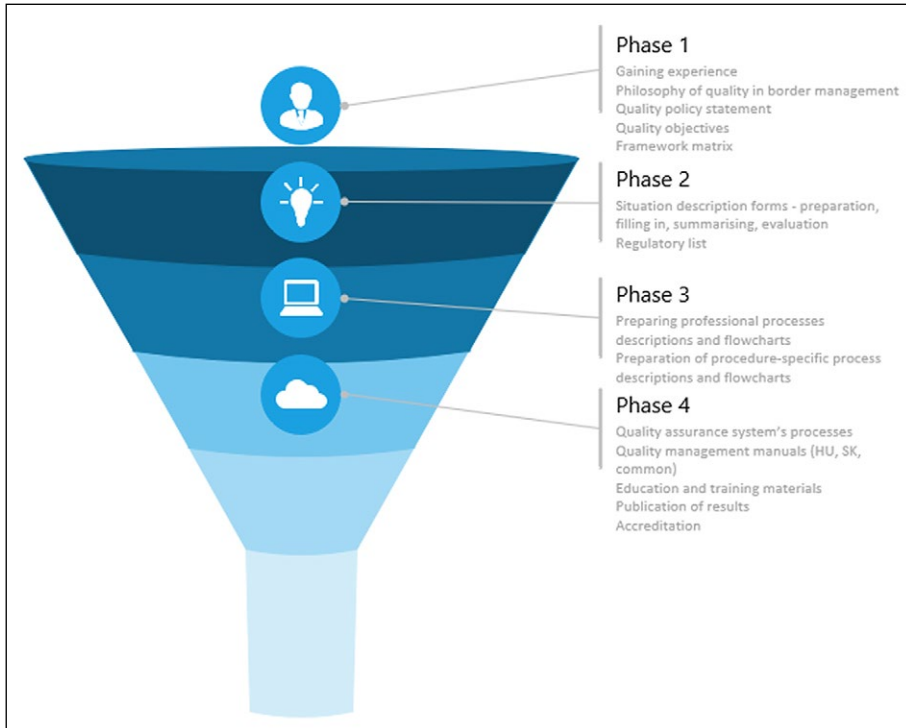 Phase 1
Gaining experience
Philosophy of quality in border management
Quality policy statement
Quality objectives
Framework matrix
Phase 2
Situation description forms - preparation,
filling in, summarising, evaluation
Regulatory list
Phase 3
Preparing professional processes
descriptions and flowcharts
Preparation of procedure-specific process
descriptions and flowcharts
Phase 4
Quality assurance system's processes
Quality management manuals (HU, SK,
common)
Education and training materials
Publication of results
Accreditation